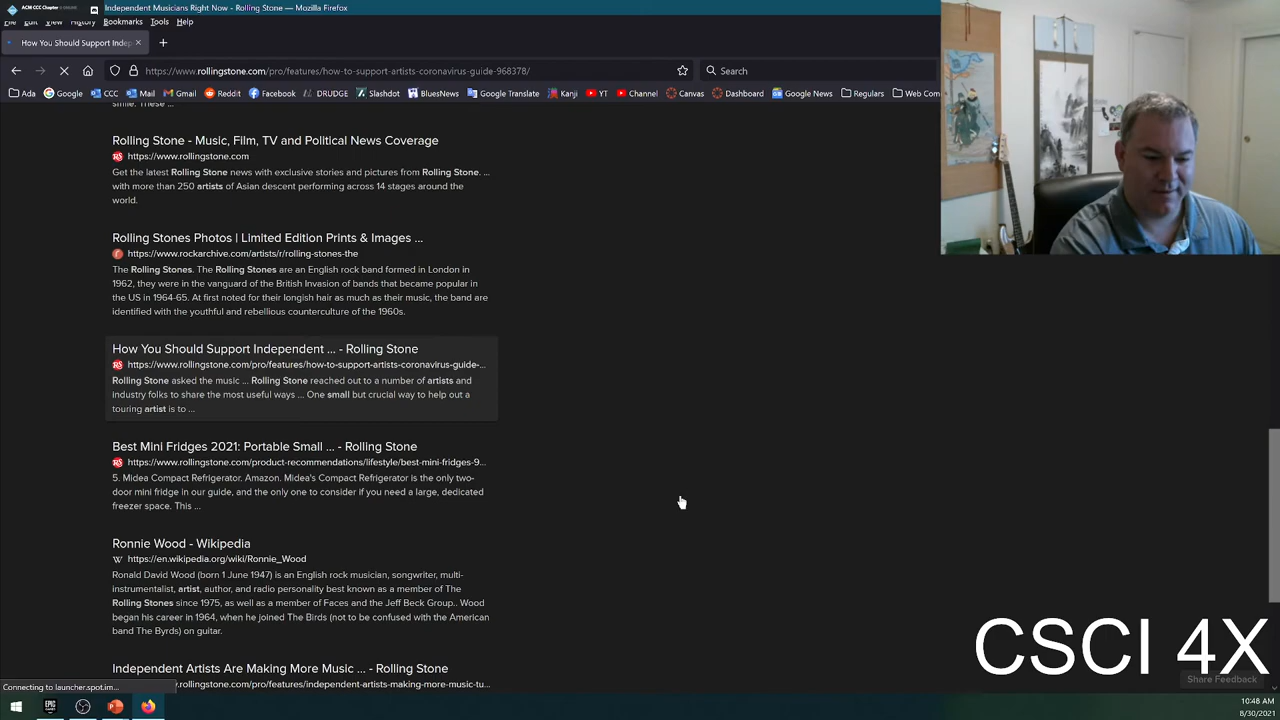 ACM CCC Chapter
Independent Musicians Right Now - Rolling Stone — Mozilla Firefox
File Edit View History Bookmarks Tools Help
How You Should Support Indep
https://www.rollingstone.com/pro/features/how-to-support-artists-coronavirus-guide-968378/
Search
Ada Google CCC Mail Gmail Reddit Facebook DRUDGE Slashdot BluesNews Google Translate Kanji YT Channel Canvas Dashboard Google News Regulars Web Com
smile. These ...
Rolling Stone - Music, Film, TV and Political News Coverage
https://www.rollingstone.com
Get the latest Rolling Stone news with exclusive stories and pictures from Rolling Stone. ...
with more than 250 artists of Asian descent performing across 14 stages around the
world.
Rolling Stones Photos | Limited Edition Prints & Images ...
https://www.rockarchive.com/artists/r/rolling-stones-the
The Rolling Stones. The Rolling Stones are an English rock band formed in London in
1962, they were in the vanguard of the British Invasion of bands that became popular in
the US in 1964-65. At first noted for their longish hair as much as their music, the band are
identified with the youthful and rebellious counterculture of the 1960s.
How You Should Support Independent ... - Rolling Stone
https://www.rollingstone.com/pro/features/how-to-support-artists-coronavirus-guide-...
Rolling Stone asked the music ... Rolling Stone reached out to a number of artists and
industry folks to share the most useful ways ... One small but crucial way to help out a
touring artist is to ...
Best Mini Fridges 2021: Portable Small ... - Rolling Stone
https://www.rollingstone.com/product-recommendations/lifestyle/best-mini-fridges-9...
5. Midea Compact Refrigerator. Amazon. Midea's Compact Refrigerator is the only two-
door mini fridge in our guide, and the only one to consider if you need a large, dedicated
freezer space. This ...
Ronnie Wood - Wikipedia
https://en.wikipedia.org/wiki/Ronnie_Wood
Ronald David Wood (born 1 June 1947) is an English rock musician, songwriter, multi-
instrumentalist, artist, author, and radio personality best known as a member of The
Rolling Stones since 1975, as well as a member of Faces and the Jeff Beck Group.. Wood
began his career in 1964, when he joined The Birds (not to be confused with the American
band The Byrds) on guitar.
Independent Artists Are Making More Music ... - Rolling Stone
.rollingstone.com/pro/features/independent-artists-making-more-music-tu...
Connecting to launcher.spot.im...
CSCI 4X
Share Feedback
10:48 AM
8/30/2021